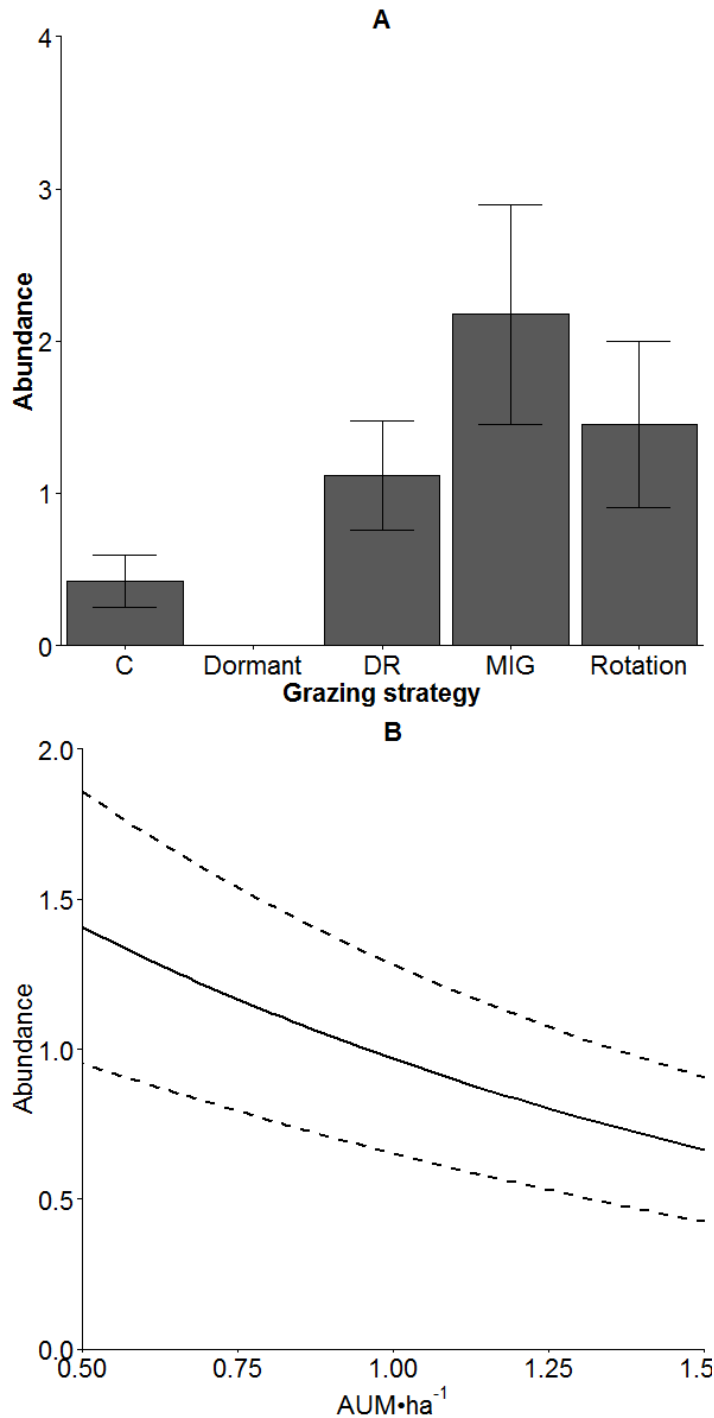 A
4
3
2
1
0
Abundance
C Dormant DR MIG Rotation
Grazing strategy
B
2.0
1.5
1.0
0.5
0.0
Abundance
0.50 0.75 1.00 1.25 1.5
AUM•ha⁻¹